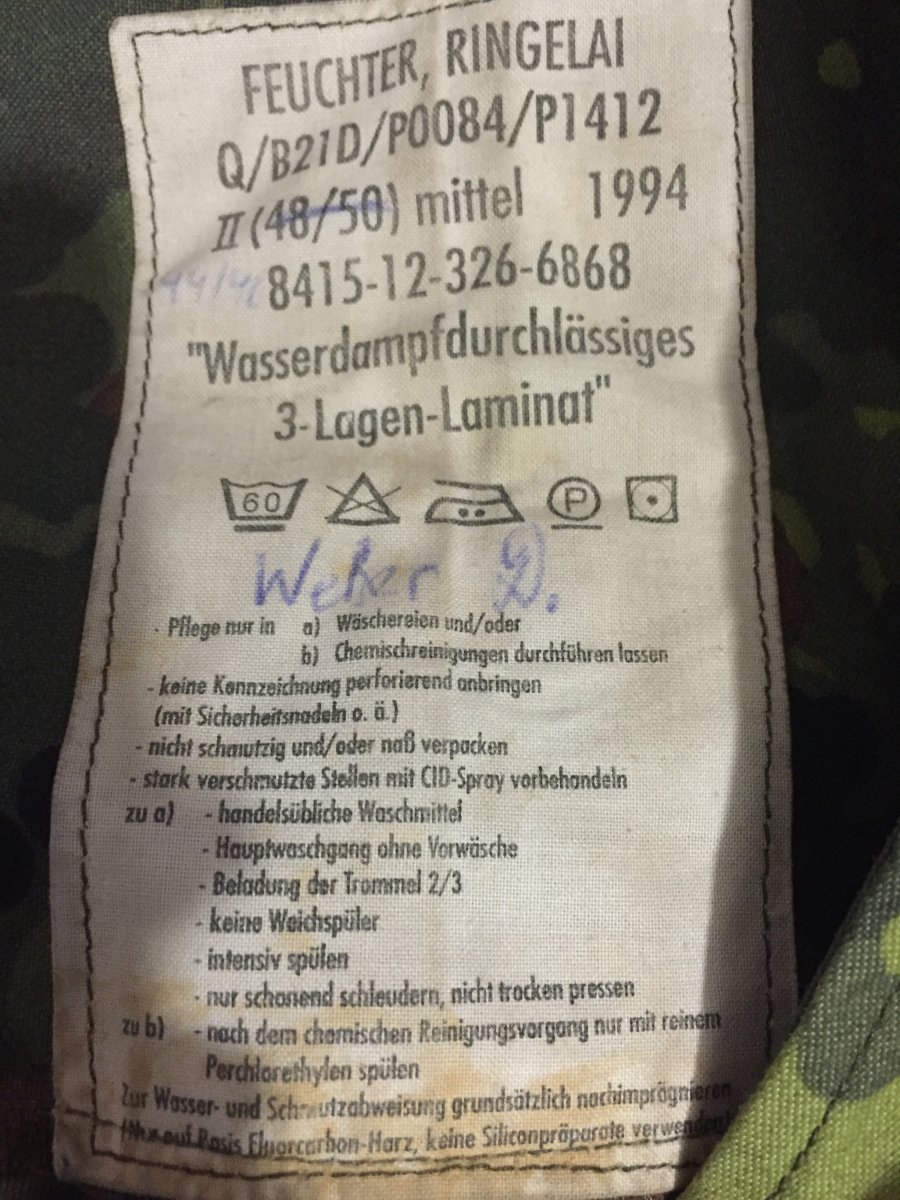 FEUCHTER, RINGELAI
Q/B21D/P0084/P1412
II (48/50) mittel 1994
44/46
8415-12-326-6868
"Wasserdampfdurchlässiges
3-Lagen-Laminat"
60 P
Weber D.
- Pflege nur in a) Wäschereien und/oder
b) Chemischreinigungen durchführen lassen
- keine Kennzeichnung perforierend anbringen
(mit Sicherheitsnadeln o. ä.)
- nicht schmutzig und/oder naß verpacken
- stark verschmutzte Stellen mit CID-Spray vorbehandeln
zu a) - handelsübliche Waschmittel
- Hauptwaschgang ohne Vorwäsche
- Beladung der Trommel 2/3
- keine Weichspüler
- intensiv spülen
- nur schonend schleudern, nicht trocken pressen
zu b) - nach dem chemischen Reinigungsvorgang nur mit reinem
Perchlorethylen spülen
Zur Wasser- und Schmutzabweisung grundsätzlich nachimprägnieren
auf Basis Fluorcarbon-Harz, keine Siliconpräparate verwenden